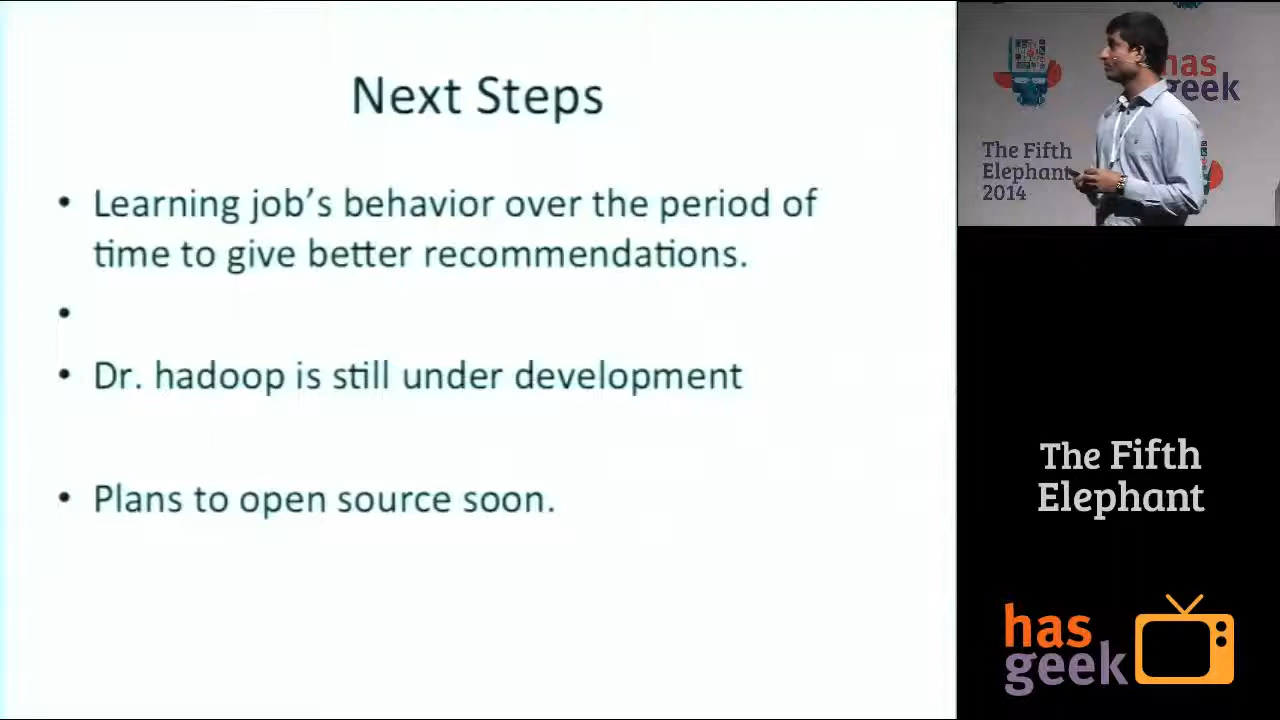 Next Steps
• Learning job’s behavior over the period of
time to give better recommendations.
•
• Dr. hadoop is still under development
• Plans to open source soon.
has
geek
The Fifth
Elephant
2014
The Fifth
Elephant
has
geek